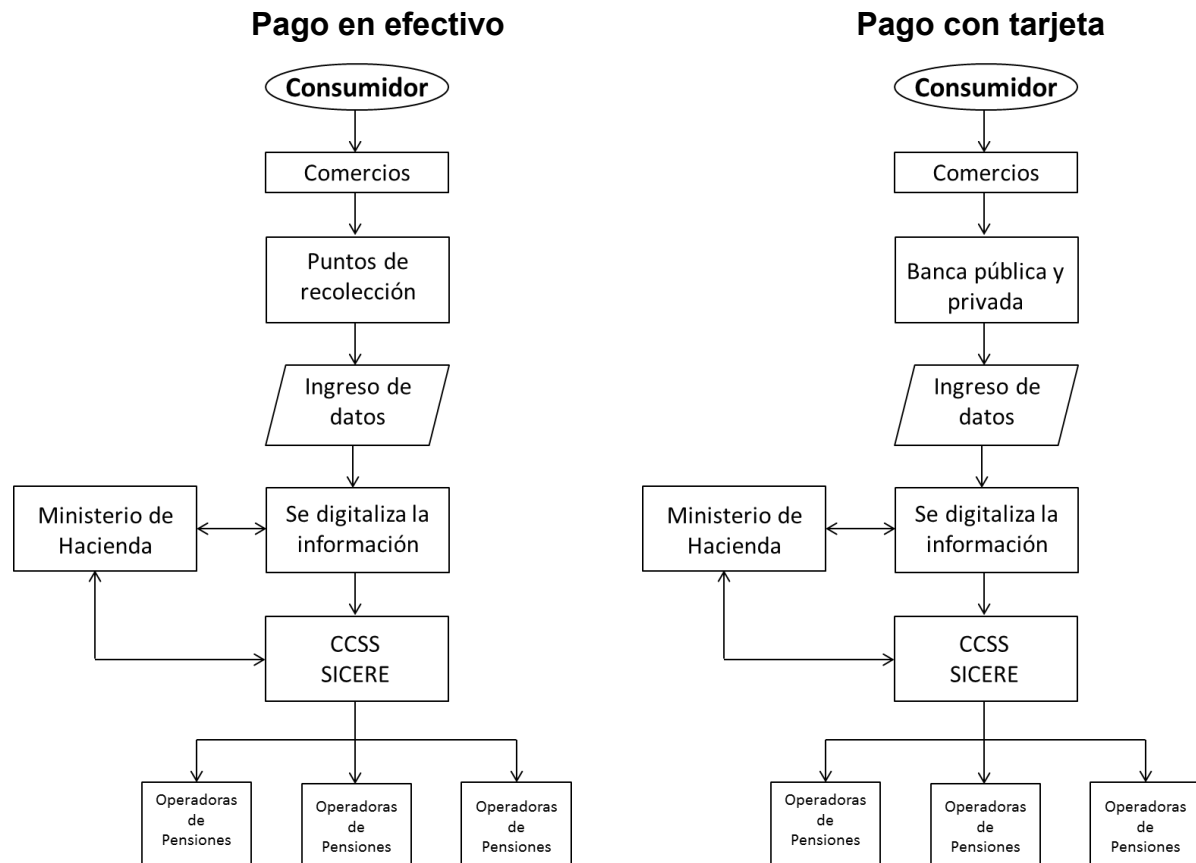 Pago en efectivo
Consumidor
Comercios
Puntos de
recolección
Ingreso de
datos
Ministerio de
Hacienda
Se digitaliza la
información
CCSS
SICERE
Operadoras
de
Pensiones
Operadoras
de
Pensiones
Operadoras
de
Pensiones
Pago con tarjeta
Consumidor
Comercios
Banca pública y
privada
Ingreso de
datos
Ministerio de
Hacienda
Se digitaliza la
información
CCSS
SICERE
Operadoras
de
Pensiones
Operadoras
de
Pensiones
Operadoras
de
Pensiones